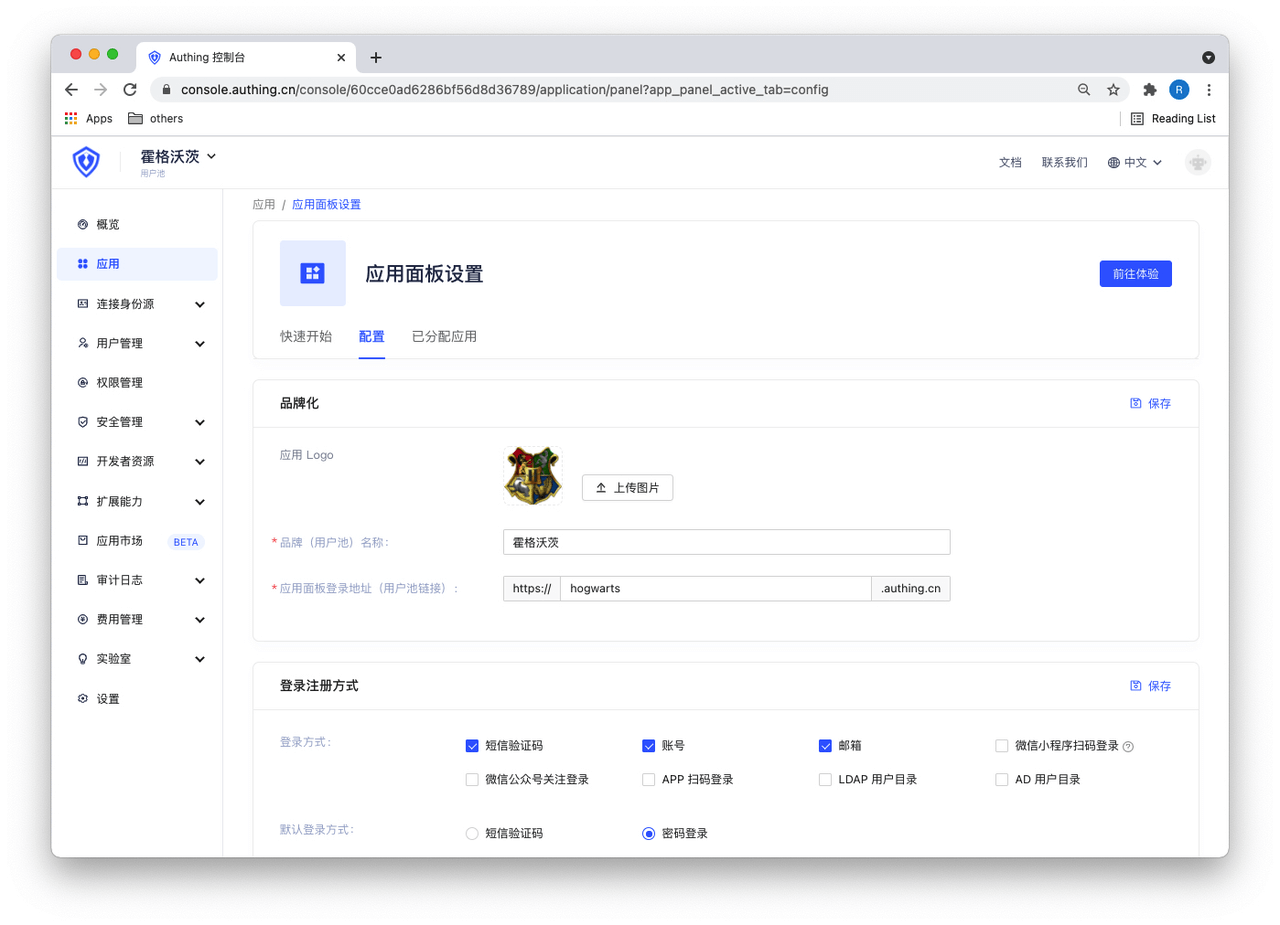 Authing 控制台
console.authing.cn/console/60cce0ad6286bf56d8d36789/application/panel?app_panel_active_tab=config
R
Apps
others
Reading List
霍格沃茨
用户池
文档
联系我们
中文
概览
应用
连接身份源
用户管理
权限管理
安全管理
开发者资源
扩展能力
应用市场 BETA
审计日志
费用管理
实验室
设置
应用 / 应用面板设置
应用面板设置
前往体验
快速开始
配置
已分配应用
品牌化
保存
应用 Logo
上传图片
* 品牌（用户池）名称：
霍格沃茨
* 应用面板登录地址（用户池链接）：
https:// hogwarts .authing.cn
登录注册方式
保存
登录方式：
短信验证码
账号
邮箱
微信小程序扫码登录
微信公众号关注登录
APP 扫码登录
LDAP 用户目录
AD 用户目录
默认登录方式：
短信验证码
密码登录